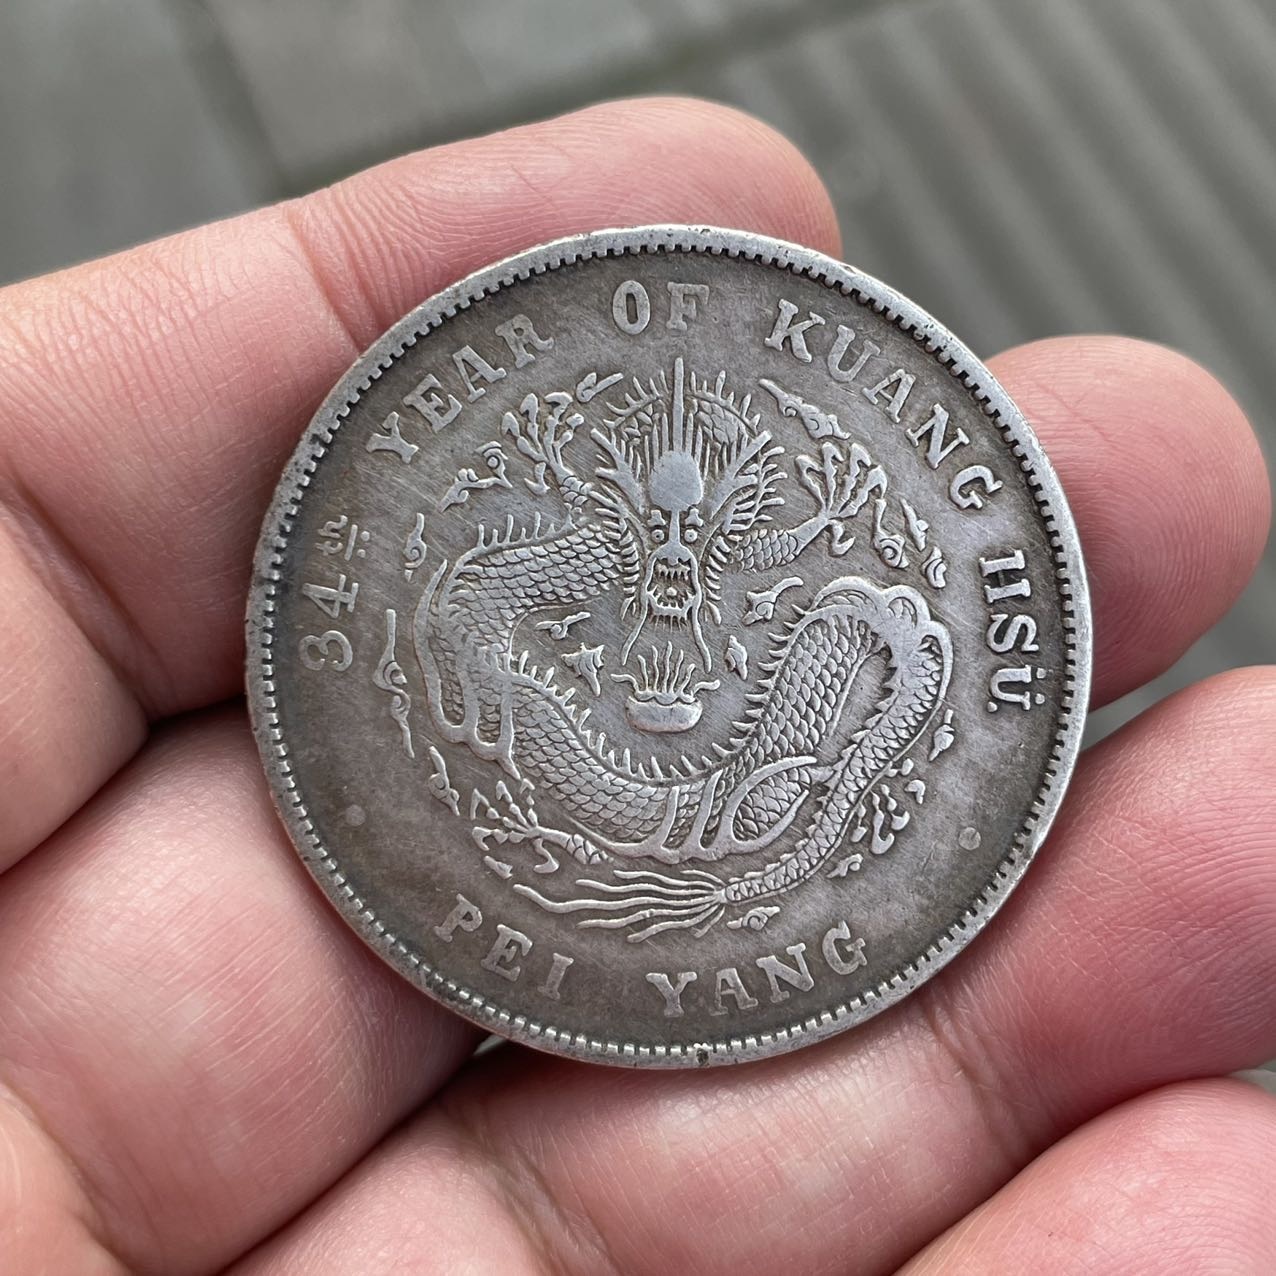 34th YEAR OF KUANG HSÜ.
PEI YANG